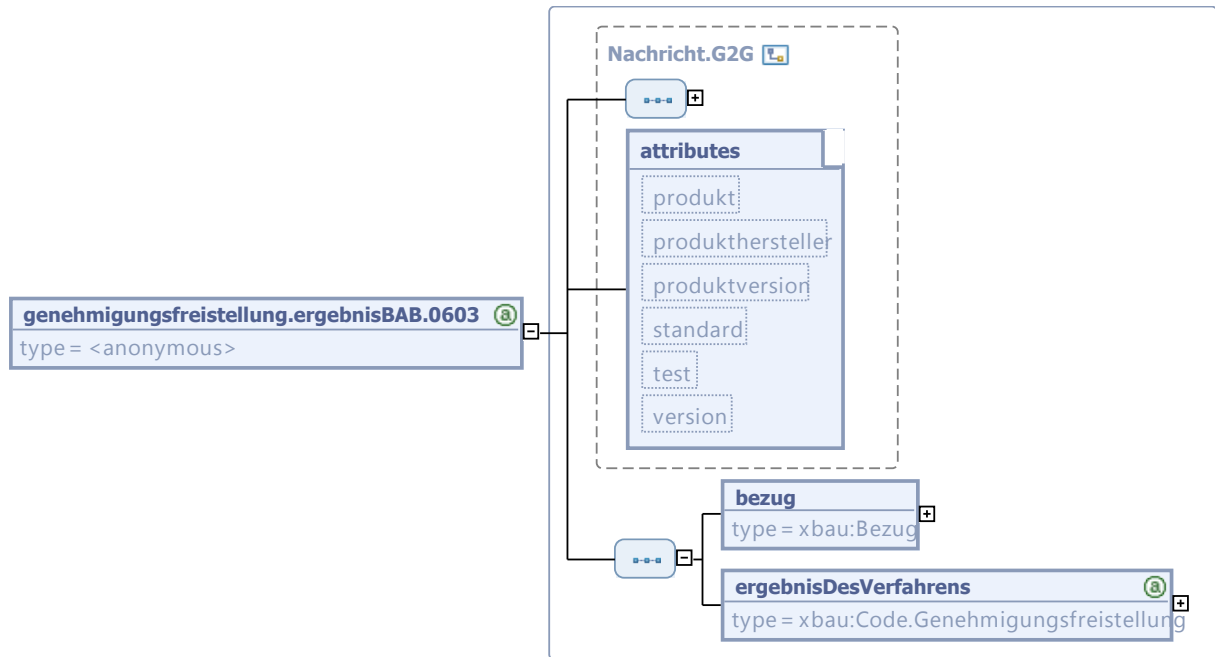 Nachricht.G2G
attributes
produkt
produkthersteller
produktversion
standard
test
version
genehmigungsfreistellung.ergebnisBAB.0603 a
type = <anonymous>
bezug
type = xbau:Bezug
ergebnisDesVerfahrens a
type = xbau:Code.Genehmigungsfreistellung